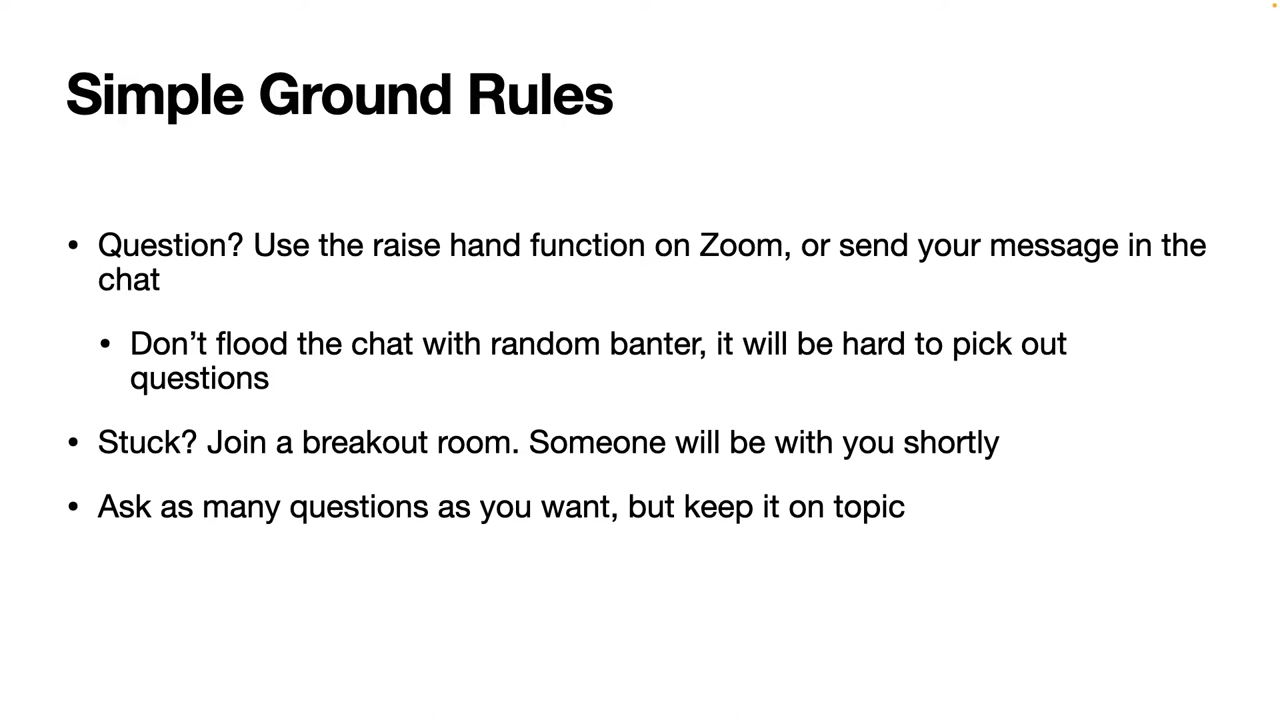 Simple Ground Rules
• Question? Use the raise hand function on Zoom, or send your message in the
chat
• Don’t flood the chat with random banter, it will be hard to pick out
questions
• Stuck? Join a breakout room. Someone will be with you shortly
• Ask as many questions as you want, but keep it on topic